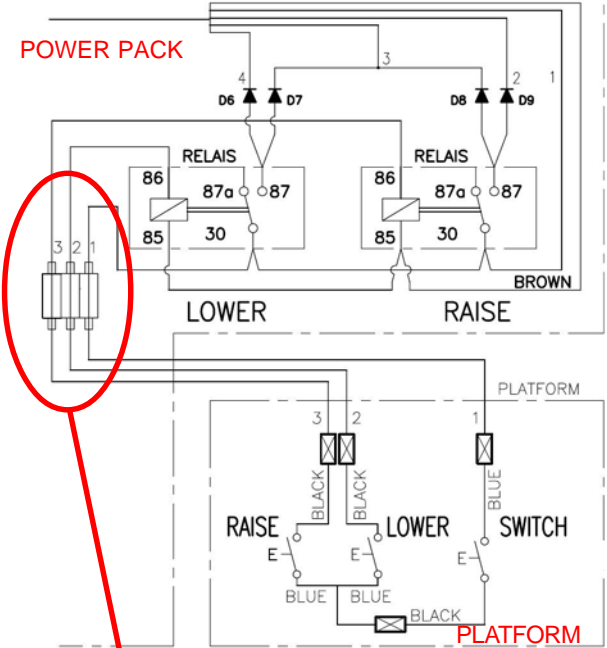 POWER PACK
3
4
2
1
D6
D7
D8
D9
RELAIS
RELAIS
86
87a
87
86
87a
87
85
30
85
30
3 2 1
BROWN
LOWER
RAISE
PLATFORM
3
2
1
BLACK
BLACK
BLUE
RAISE
LOWER
SWITCH
E
E
E
BLUE
BLUE
BLACK
PLATFORM